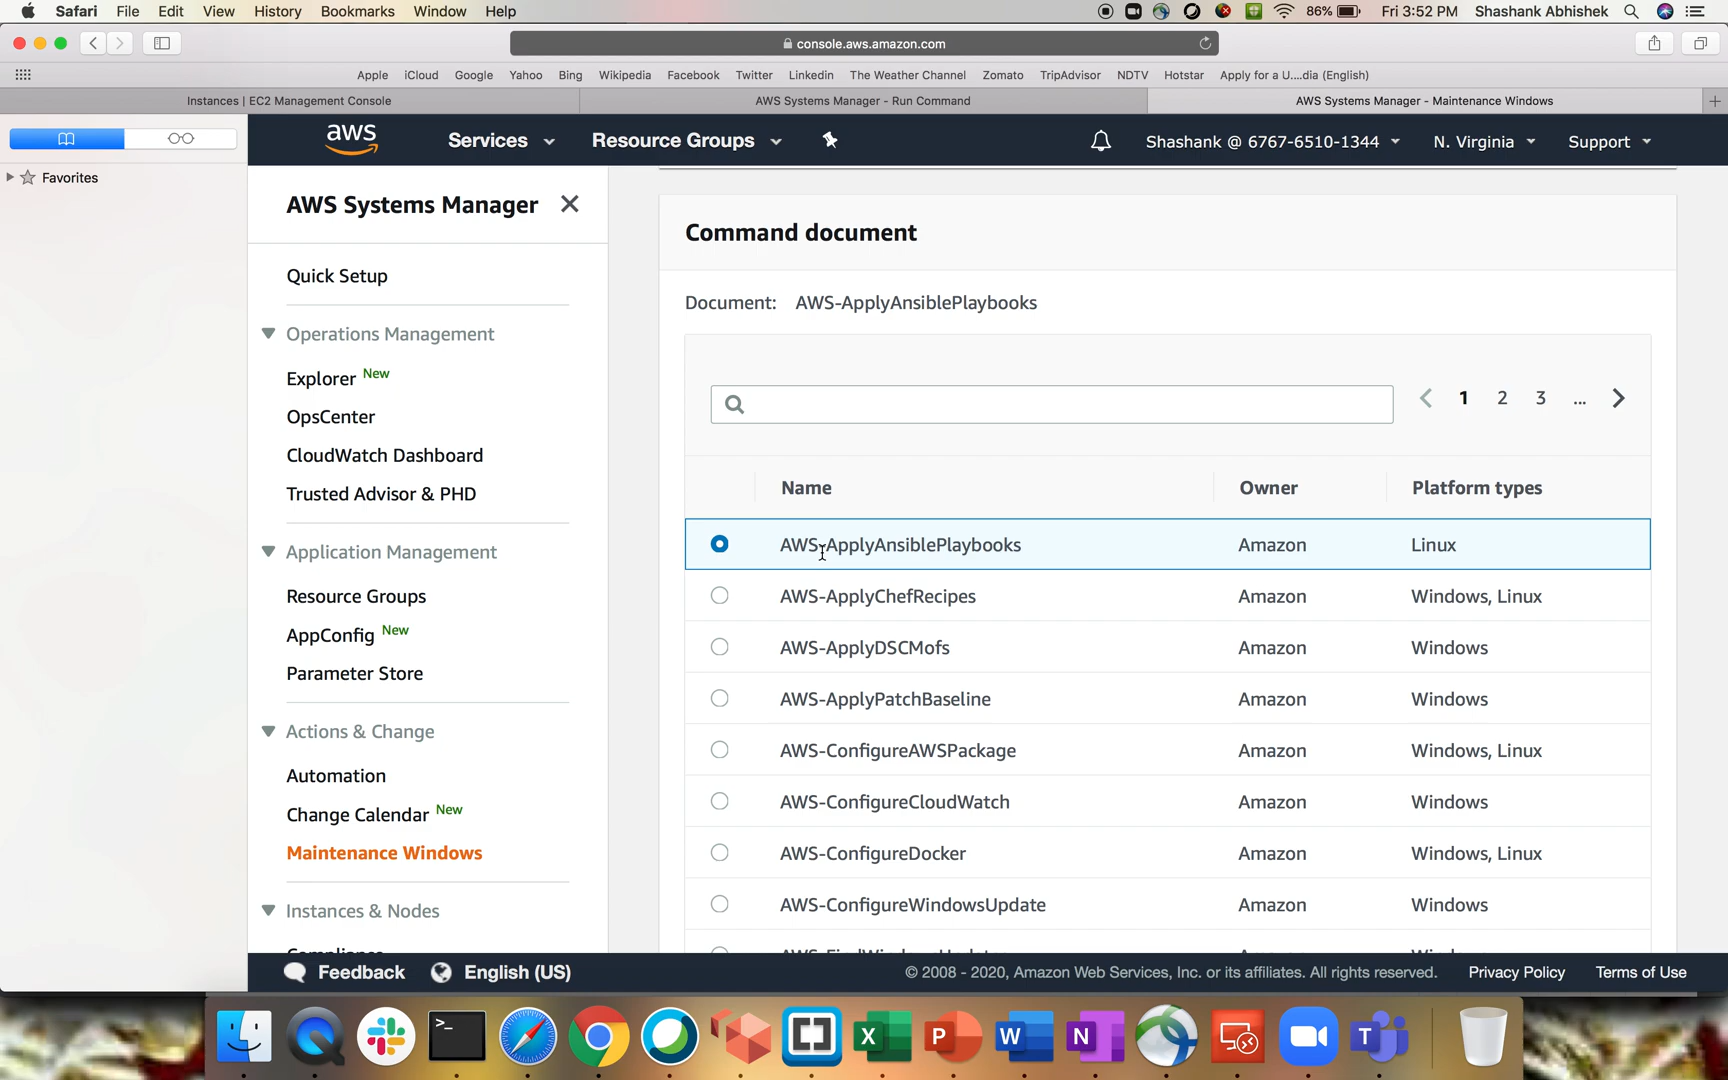 Safari File Edit View History Bookmarks Window Help 86% Fri 3:52 PM Shashank Abhishek
console.aws.amazon.com
Apple iCloud Google Yahoo Bing Wikipedia Facebook Twitter Linkedin The Weather Channel Zomato TripAdvisor NDTV Hotstar Apply for a U....dia (English)
Instances | EC2 Management Console AWS Systems Manager - Run Command AWS Systems Manager - Maintenance Windows
aws Services Resource Groups Shashank @ 6767-6510-1344 N. Virginia Support
Favorites
AWS Systems Manager
Quick Setup
Operations Management
Explorer New
OpsCenter
CloudWatch Dashboard
Trusted Advisor & PHD
Application Management
Resource Groups
AppConfig New
Parameter Store
Actions & Change
Automation
Change Calendar New
Maintenance Windows
Instances & Nodes
Compliance
Command document
Document: AWS-ApplyAnsiblePlaybooks
1 2 3 ...
Name Owner Platform types
AWS-ApplyAnsiblePlaybooks Amazon Linux
AWS-ApplyChefRecipes Amazon Windows, Linux
AWS-ApplyDSCMofs Amazon Windows
AWS-ApplyPatchBaseline Amazon Windows
AWS-ConfigureAWSPackage Amazon Windows, Linux
AWS-ConfigureCloudWatch Amazon Windows
AWS-ConfigureDocker Amazon Windows, Linux
AWS-ConfigureWindowsUpdate Amazon Windows
AWS-FindWindowsUpdates Amazon Windows
Feedback English (US) © 2008 - 2020, Amazon Web Services, Inc. or its affiliates. All rights reserved. Privacy Policy Terms of Use
>_ X P W N T